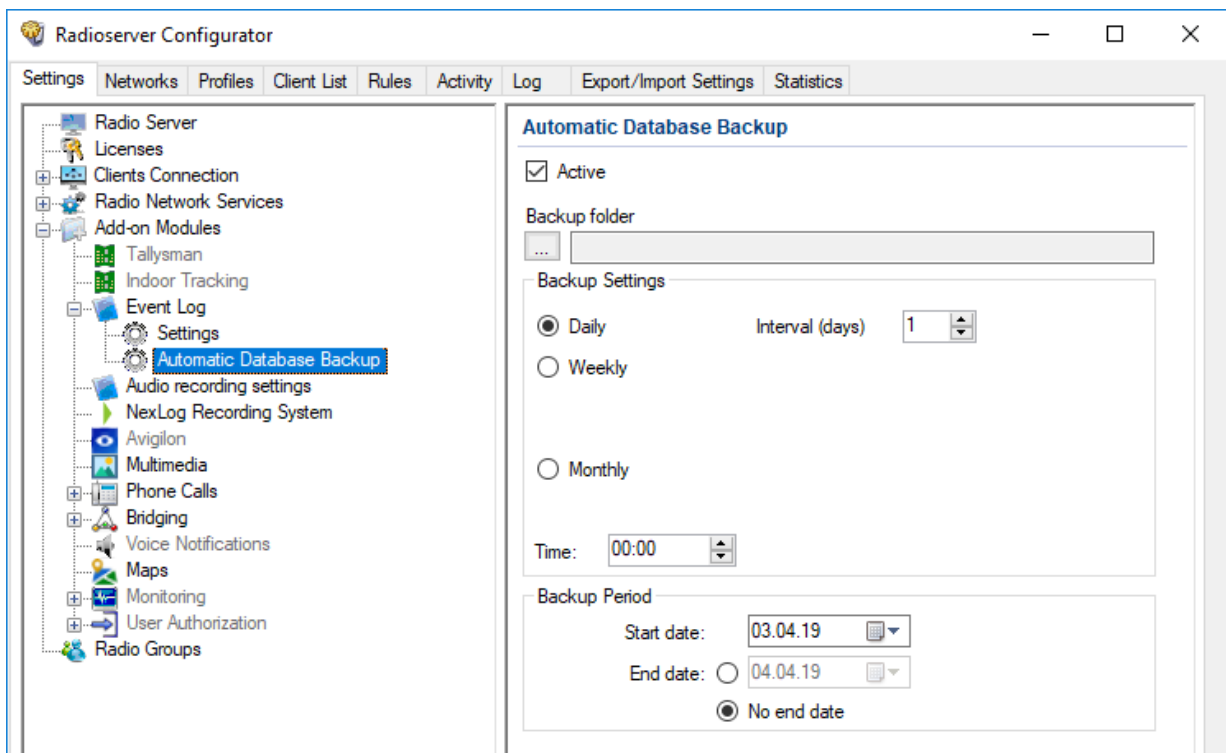 Radioserver Configurator
Settings Networks Profiles Client List Rules Activity Log Export/Import Settings Statistics
Radio Server
Licenses
Clients Connection
Radio Network Services
Add-on Modules
Tallysman
Indoor Tracking
Event Log
Settings
Automatic Database Backup
Audio recording settings
NexLog Recording System
Avigilon
Multimedia
Phone Calls
Bridging
Voice Notifications
Maps
Monitoring
User Authorization
Radio Groups
Automatic Database Backup
Active
Backup folder
...
Backup Settings
Daily Interval (days) 1
Weekly
Monthly
Time: 00:00
Backup Period
Start date: 03.04.19
End date: 04.04.19
No end date